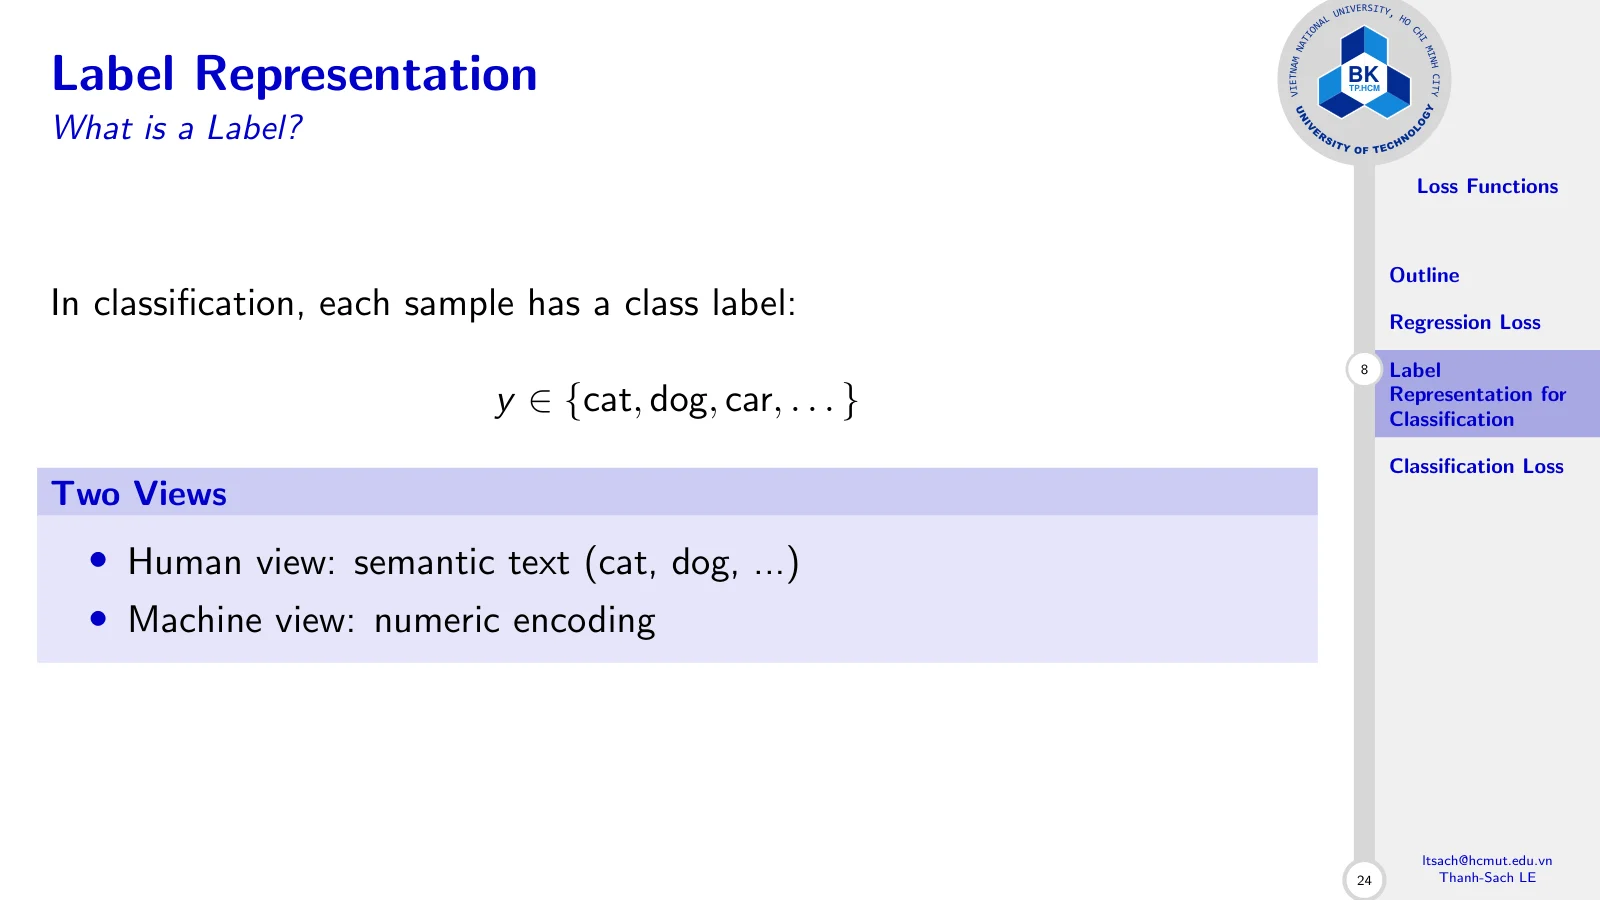 Label Representation
What is a Label?
In classification, each sample has a class label:
y ∈ {cat, dog, car, . . . }
Two Views
• Human view: semantic text (cat, dog, ...)
• Machine view: numeric encoding
VIETNAM NATIONAL UNIVERSITY, HO CHI MINH CITY
BK
TP.HCM
UNIVERSITY OF TECHNOLOGY
Loss Functions
Outline
Regression Loss
8
Label
Representation for
Classification
Classification Loss
ltsach@hcmut.edu.vn
Thanh-Sach LE
24